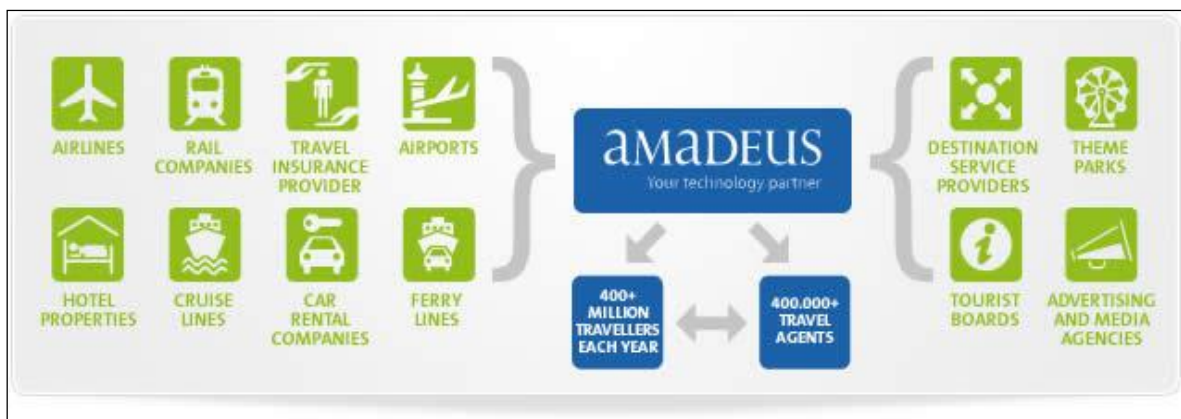 AIRLINES
RAIL
COMPANIES
TRAVEL
INSURANCE
PROVIDER
AIRPORTS
HOTEL
PROPERTIES
CRUISE
LINES
CAR
RENTAL
COMPANIES
FERRY
LINES
aMaDEUS
Your technology partner
400+
MILLION
TRAVELLERS
EACH YEAR
400.000+
TRAVEL
AGENTS
DESTINATION
SERVICE
PROVIDERS
THEME
PARKS
TOURIST
BOARDS
ADVERTISING
AND MEDIA
AGENCIES